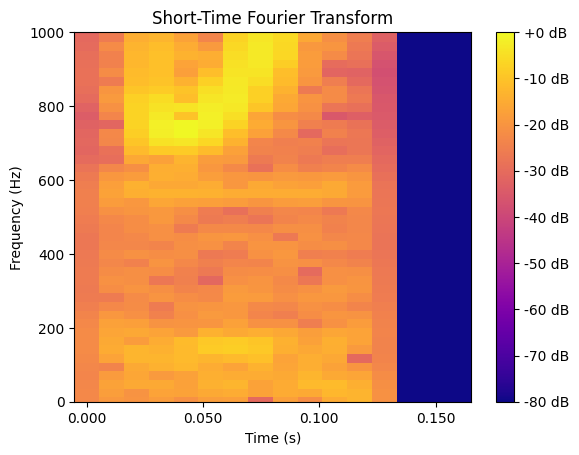 Short-Time Fourier Transform
1000
800
600
400
200
0
Frequency (Hz)
0.000
0.050
0.100
0.150
Time (s)
+0 dB
-10 dB
-20 dB
-30 dB
-40 dB
-50 dB
-60 dB
-70 dB
-80 dB